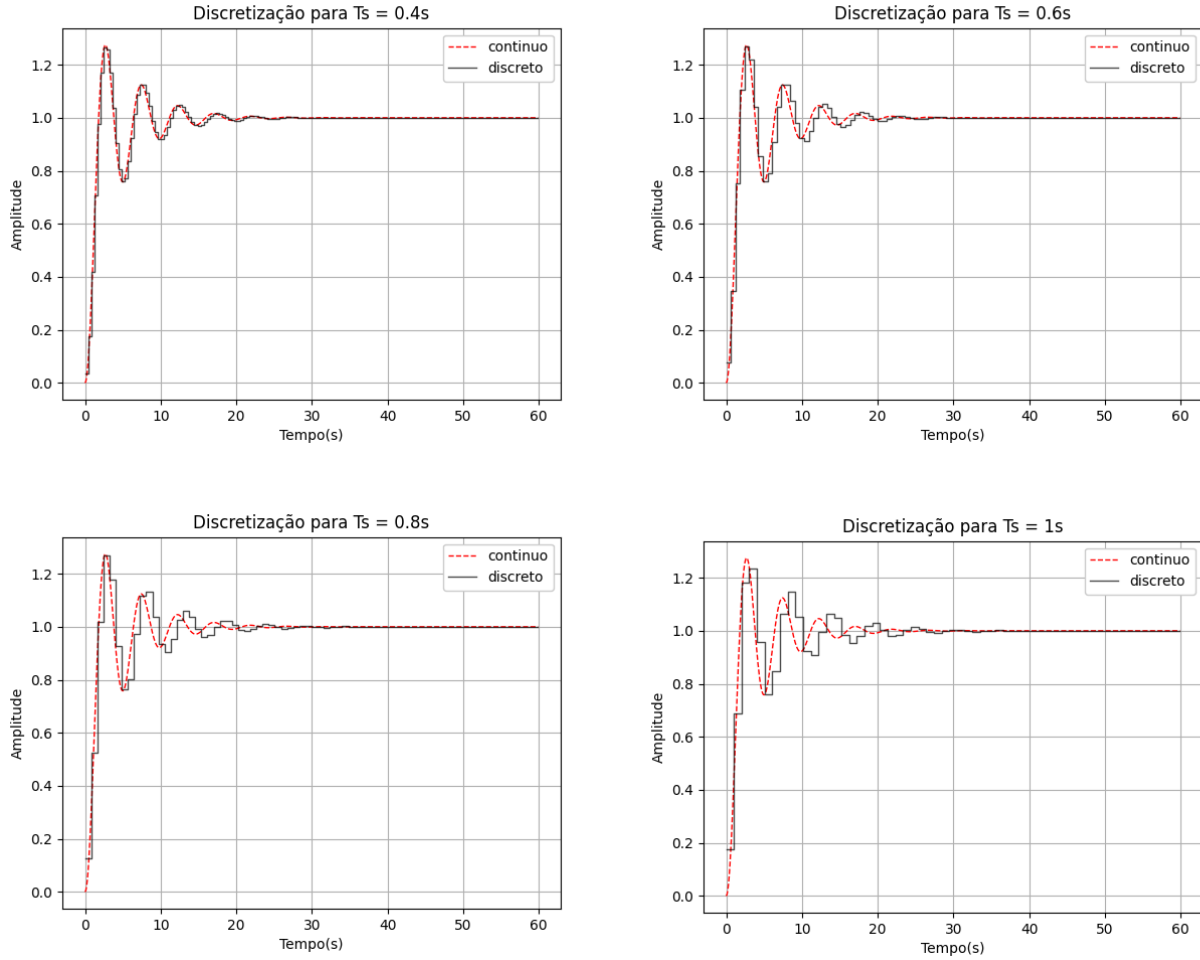 Discretização para Ts = 0.4s
continuo
discreto
Amplitude
1.2
1.0
0.8
0.6
0.4
0.2
0.0
0 10 20 30 40 50 60
Tempo(s)
Discretização para Ts = 0.6s
continuo
discreto
Amplitude
1.2
1.0
0.8
0.6
0.4
0.2
0.0
0 10 20 30 40 50 60
Tempo(s)
Discretização para Ts = 0.8s
continuo
discreto
Amplitude
1.2
1.0
0.8
0.6
0.4
0.2
0.0
0 10 20 30 40 50 60
Tempo(s)
Discretização para Ts = 1s
continuo
discreto
Amplitude
1.2
1.0
0.8
0.6
0.4
0.2
0.0
0 10 20 30 40 50 60
Tempo(s)